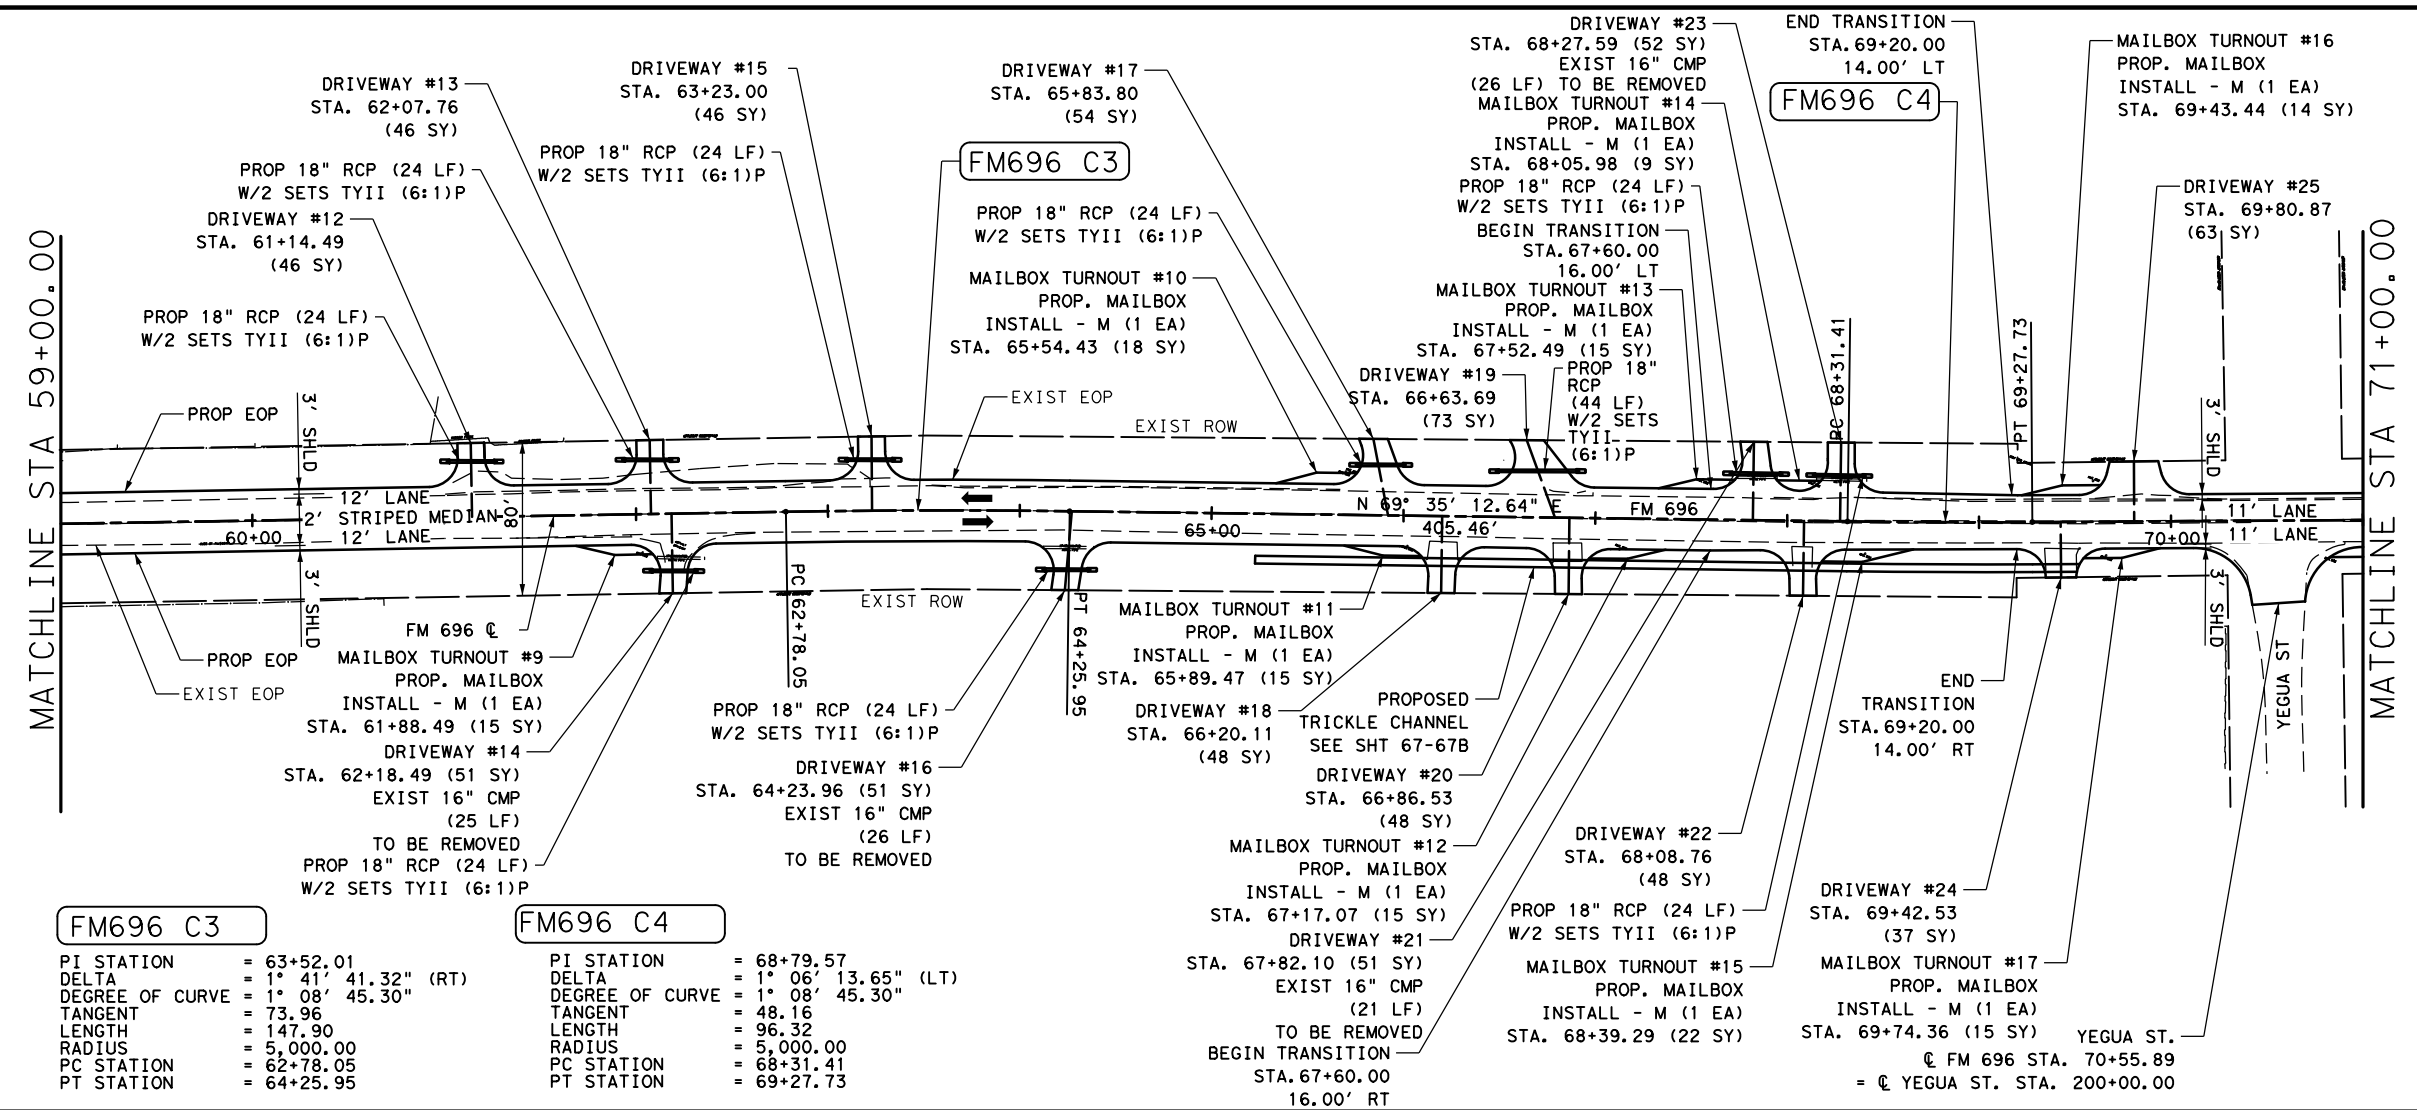 MATCHLINE STA 59+00.00
DRIVEWAY #13
STA. 62+07.76
(46 SY)
PROP 18" RCP (24 LF)
W/2 SETS TYII (6:1)P
DRIVEWAY #12
STA. 61+14.49
(46 SY)
PROP 18" RCP (24 LF)
W/2 SETS TYII (6:1)P
DRIVEWAY #15
STA. 63+23.00
(46 SY)
PROP 18" RCP (24 LF)
W/2 SETS TYII (6:1)P
DRIVEWAY #17
STA. 65+83.80
(54 SY)
FM696 C3
PROP 18" RCP (24 LF)
W/2 SETS TYII (6:1)P
MAILBOX TURNOUT #10
PROP. MAILBOX
INSTALL - M (1 EA)
STA. 65+54.43 (18 SY)
DRIVEWAY #23
STA. 68+27.59 (52 SY)
EXIST 16" CMP
(26 LF) TO BE REMOVED
MAILBOX TURNOUT #14
PROP. MAILBOX
INSTALL - M (1 EA)
STA. 68+05.98 (9 SY)
PROP 18" RCP (24 LF)
W/2 SETS TYII (6:1)P
BEGIN TRANSITION
STA.67+60.00
16.00' LT
MAILBOX TURNOUT #13
PROP. MAILBOX
INSTALL - M (1 EA)
STA. 67+52.49 (15 SY)
DRIVEWAY #19
STA. 66+63.69
(73 SY)
PROP 18"
RCP
(44 LF)
W/2 SETS
TYII
(6:1)P
END TRANSITION
STA.69+20.00
14.00' LT
FM696 C4
MAILBOX TURNOUT #16
PROP. MAILBOX
INSTALL - M (1 EA)
STA. 69+43.44 (14 SY)
DRIVEWAY #25
STA. 69+80.87
(63 SY)
MATCHLINE STA 71+00.00
PC 68+31.41
PT 69+27.73
PROP EOP
3' SHLD
EXIST EOP
EXIST ROW
3' SHLD
12' LANE
2' STRIPED MEDIAN
12' LANE
60+00
80'
65+00
N 69° 35' 12.64" E
405.46'
FM 696
70+00
11' LANE
11' LANE
3' SHLD
3' SHLD
PC 62+78.05
PT 64+25.95
EXIST ROW
YEGUA ST
PROP EOP
EXIST EOP
FM 696 ℄
MAILBOX TURNOUT #9
PROP. MAILBOX
INSTALL - M (1 EA)
STA. 61+88.49 (15 SY)
DRIVEWAY #14
STA. 62+18.49 (51 SY)
EXIST 16" CMP
(25 LF)
TO BE REMOVED
PROP 18" RCP (24 LF)
W/2 SETS TYII (6:1)P
PROP 18" RCP (24 LF)
W/2 SETS TYII (6:1)P
DRIVEWAY #16
STA. 64+23.96 (51 SY)
EXIST 16" CMP
(26 LF)
TO BE REMOVED
MAILBOX TURNOUT #11
PROP. MAILBOX
INSTALL - M (1 EA)
STA. 65+89.47 (15 SY)
DRIVEWAY #18
STA. 66+20.11
(48 SY)
PROPOSED
TRICKLE CHANNEL
SEE SHT 67-67B
DRIVEWAY #20
STA. 66+86.53
(48 SY)
MAILBOX TURNOUT #12
PROP. MAILBOX
INSTALL - M (1 EA)
STA. 67+17.07 (15 SY)
DRIVEWAY #21
STA. 67+82.10 (51 SY)
EXIST 16" CMP
(21 LF)
TO BE REMOVED
BEGIN TRANSITION
STA.67+60.00
16.00' RT
DRIVEWAY #22
STA. 68+08.76
(48 SY)
PROP 18" RCP (24 LF)
W/2 SETS TYII (6:1)P
MAILBOX TURNOUT #15
PROP. MAILBOX
INSTALL - M (1 EA)
STA. 68+39.29 (22 SY)
END
TRANSITION
STA.69+20.00
14.00' RT
DRIVEWAY #24
STA. 69+42.53
(37 SY)
MAILBOX TURNOUT #17
PROP. MAILBOX
INSTALL - M (1 EA)
STA. 69+74.36 (15 SY)
YEGUA ST.
℄ FM 696 STA. 70+55.89
= ℄ YEGUA ST. STA. 200+00.00
FM696 C3
PI STATION = 63+52.01
DELTA = 1° 41' 41.32" (RT)
DEGREE OF CURVE = 1° 08' 45.30"
TANGENT = 73.96
LENGTH = 147.90
RADIUS = 5,000.00
PC STATION = 62+78.05
PT STATION = 64+25.95
FM696 C4
PI STATION = 68+79.57
DELTA = 1° 06' 13.65" (LT)
DEGREE OF CURVE = 1° 08' 45.30"
TANGENT = 48.16
LENGTH = 96.32
RADIUS = 5,000.00
PC STATION = 68+31.41
PT STATION = 69+27.73